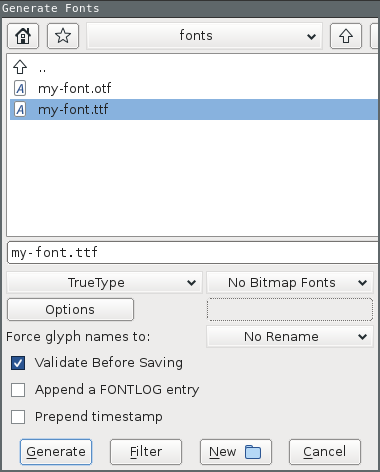 Generate Fonts
fonts
..
my-font.otf
my-font.ttf
my-font.ttf
TrueType No Bitmap Fonts
Options
Force glyph names to: No Rename
Validate Before Saving
Append a FONTLOG entry
Prepend timestamp
Generate Filter New Cancel